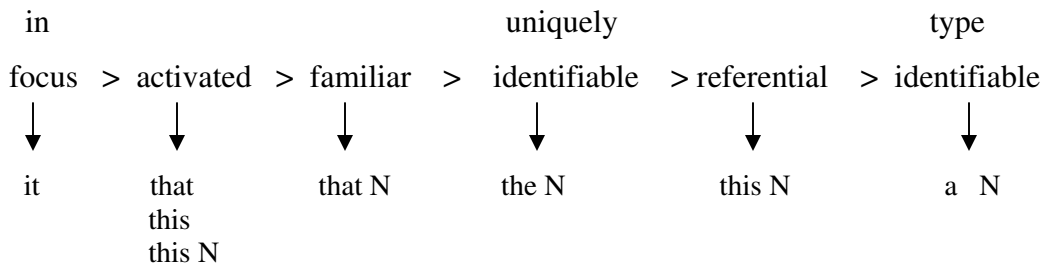 in uniquely type
focus > activated > familiar > identifiable > referential > identifiable
it that that N the N this N a N
this
this N